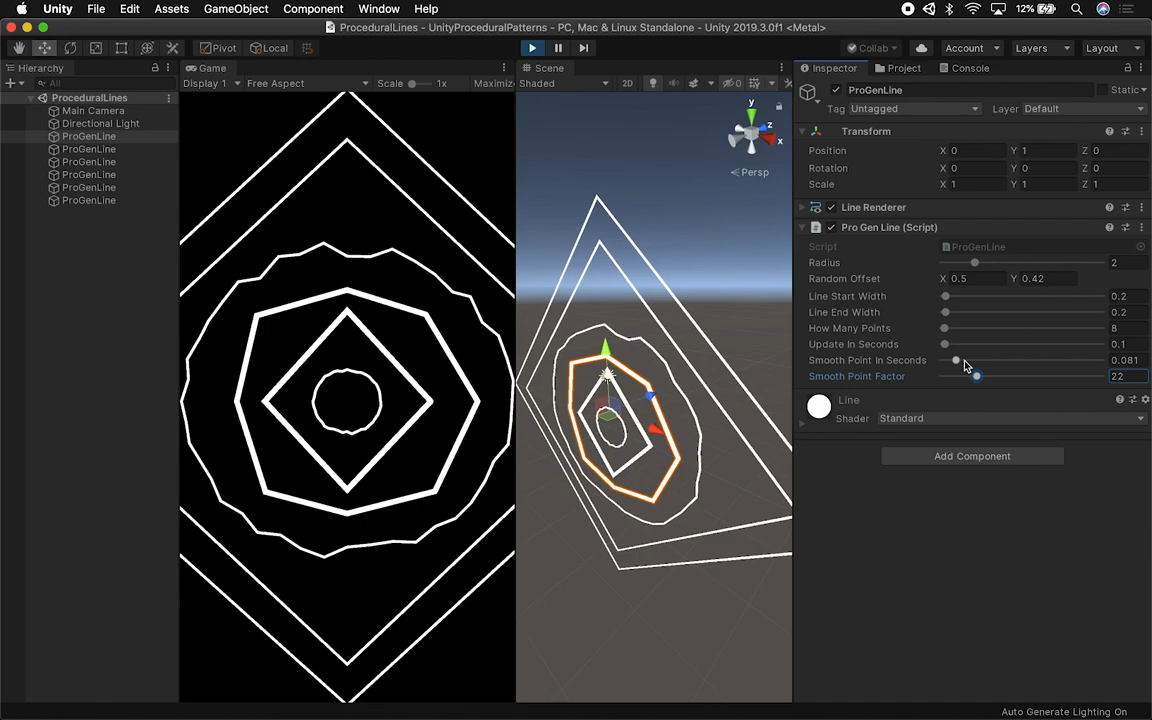 Unity File Edit Assets GameObject Component Window Help 12%
ProceduralLines - UnityProceduralPatterns - PC, Mac & Linux Standalone - Unity 2019.3.0f1 <Metal>
Pivot Local Collab Account Layers Layout
Hierarchy Game Scene Inspector Project Console
All Display 1 Free Aspect Scale 1x Maximiz Shaded 2D 0
ProceduralLines
Main Camera
Directional Light
ProGenLine
ProGenLine
ProGenLine
ProGenLine
ProGenLine
ProGenLine
y
z
x
Persp
ProGenLine Static
Tag Untagged Layer Default
Transform
Position X 0 Y 1 Z 0
Rotation X 0 Y 0 Z 0
Scale X 1 Y 1 Z 1
Line Renderer
Pro Gen Line (Script)
Script ProGenLine
Radius 2
Random Offset X 0.5 Y 0.42
Line Start Width 0.2
Line End Width 0.2
How Many Points 8
Update In Seconds 0.1
Smooth Point In Seconds 0.081
Smooth Point Factor 22
Line
Shader Standard
Add Component
Auto Generate Lighting On